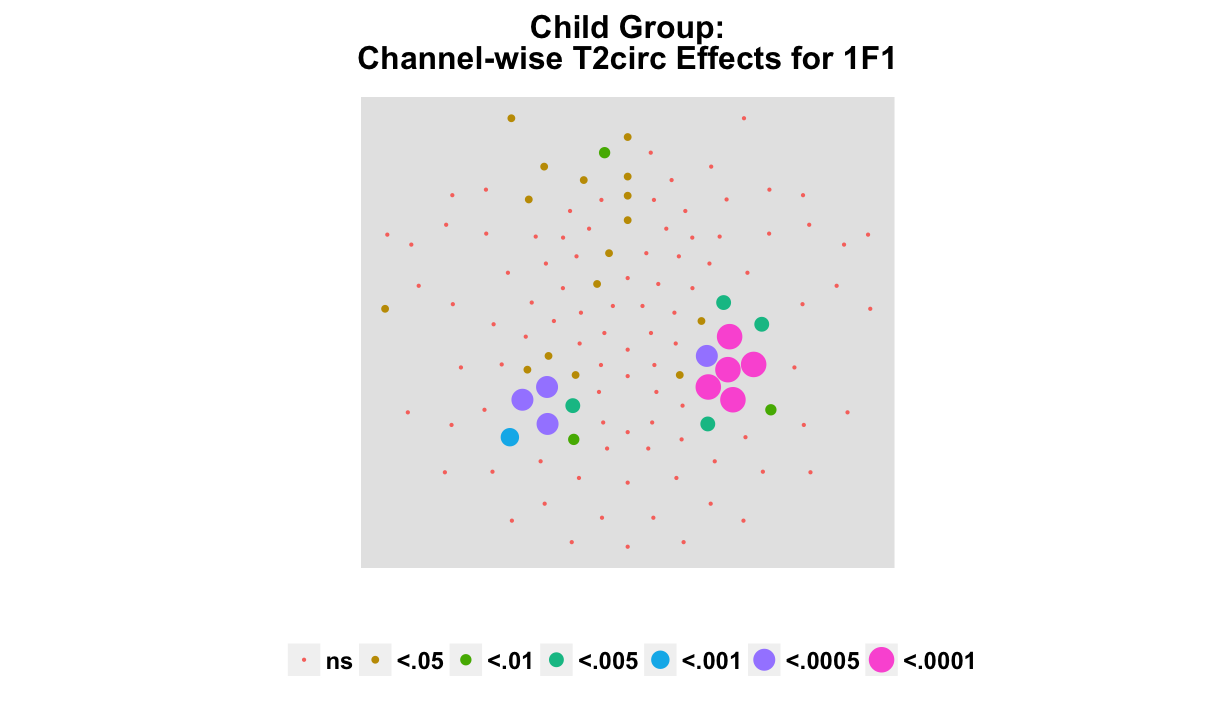 Child Group:
Channel-wise T2circ Effects for 1F1
ns <.05 <.01 <.005 <.001 <.0005 <.0001